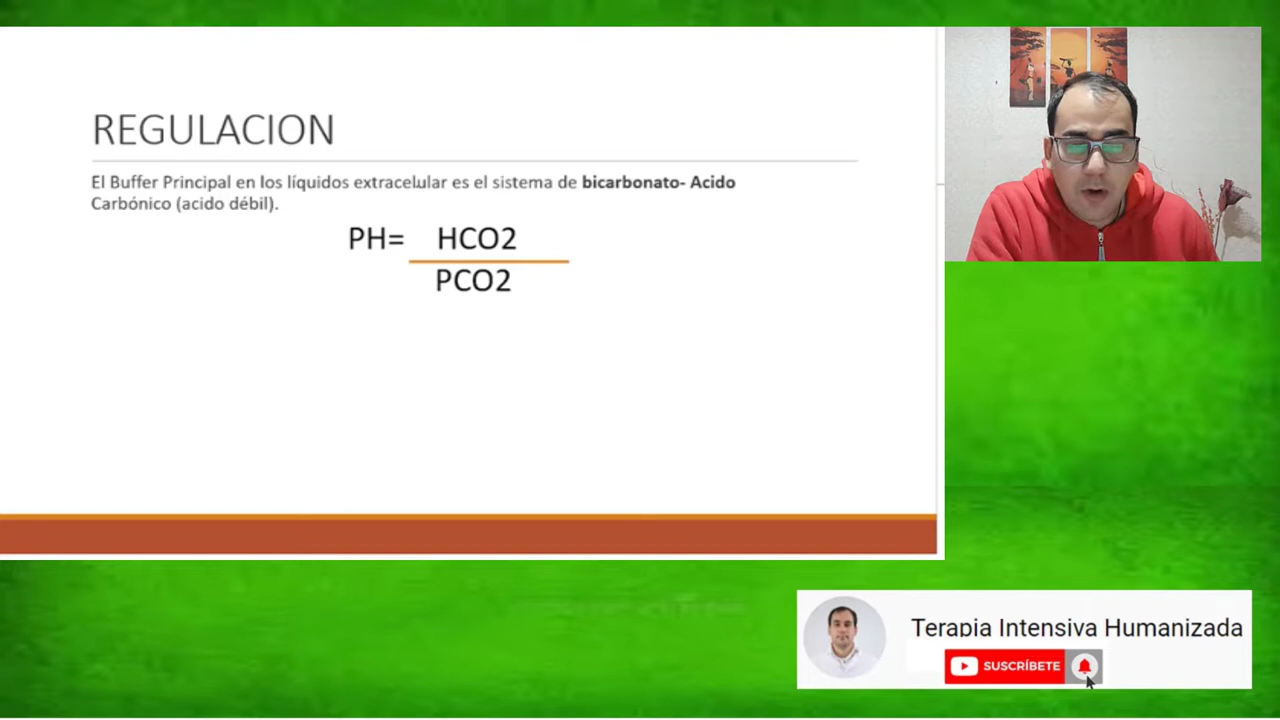 REGULACION
El Buffer Principal en los líquidos extracelular es el sistema de bicarbonato- Acido
Carbónico (acido débil).
PH= HCO2
PCO2
Terapia Intensiva Humanizada
SUSCRÍBETE